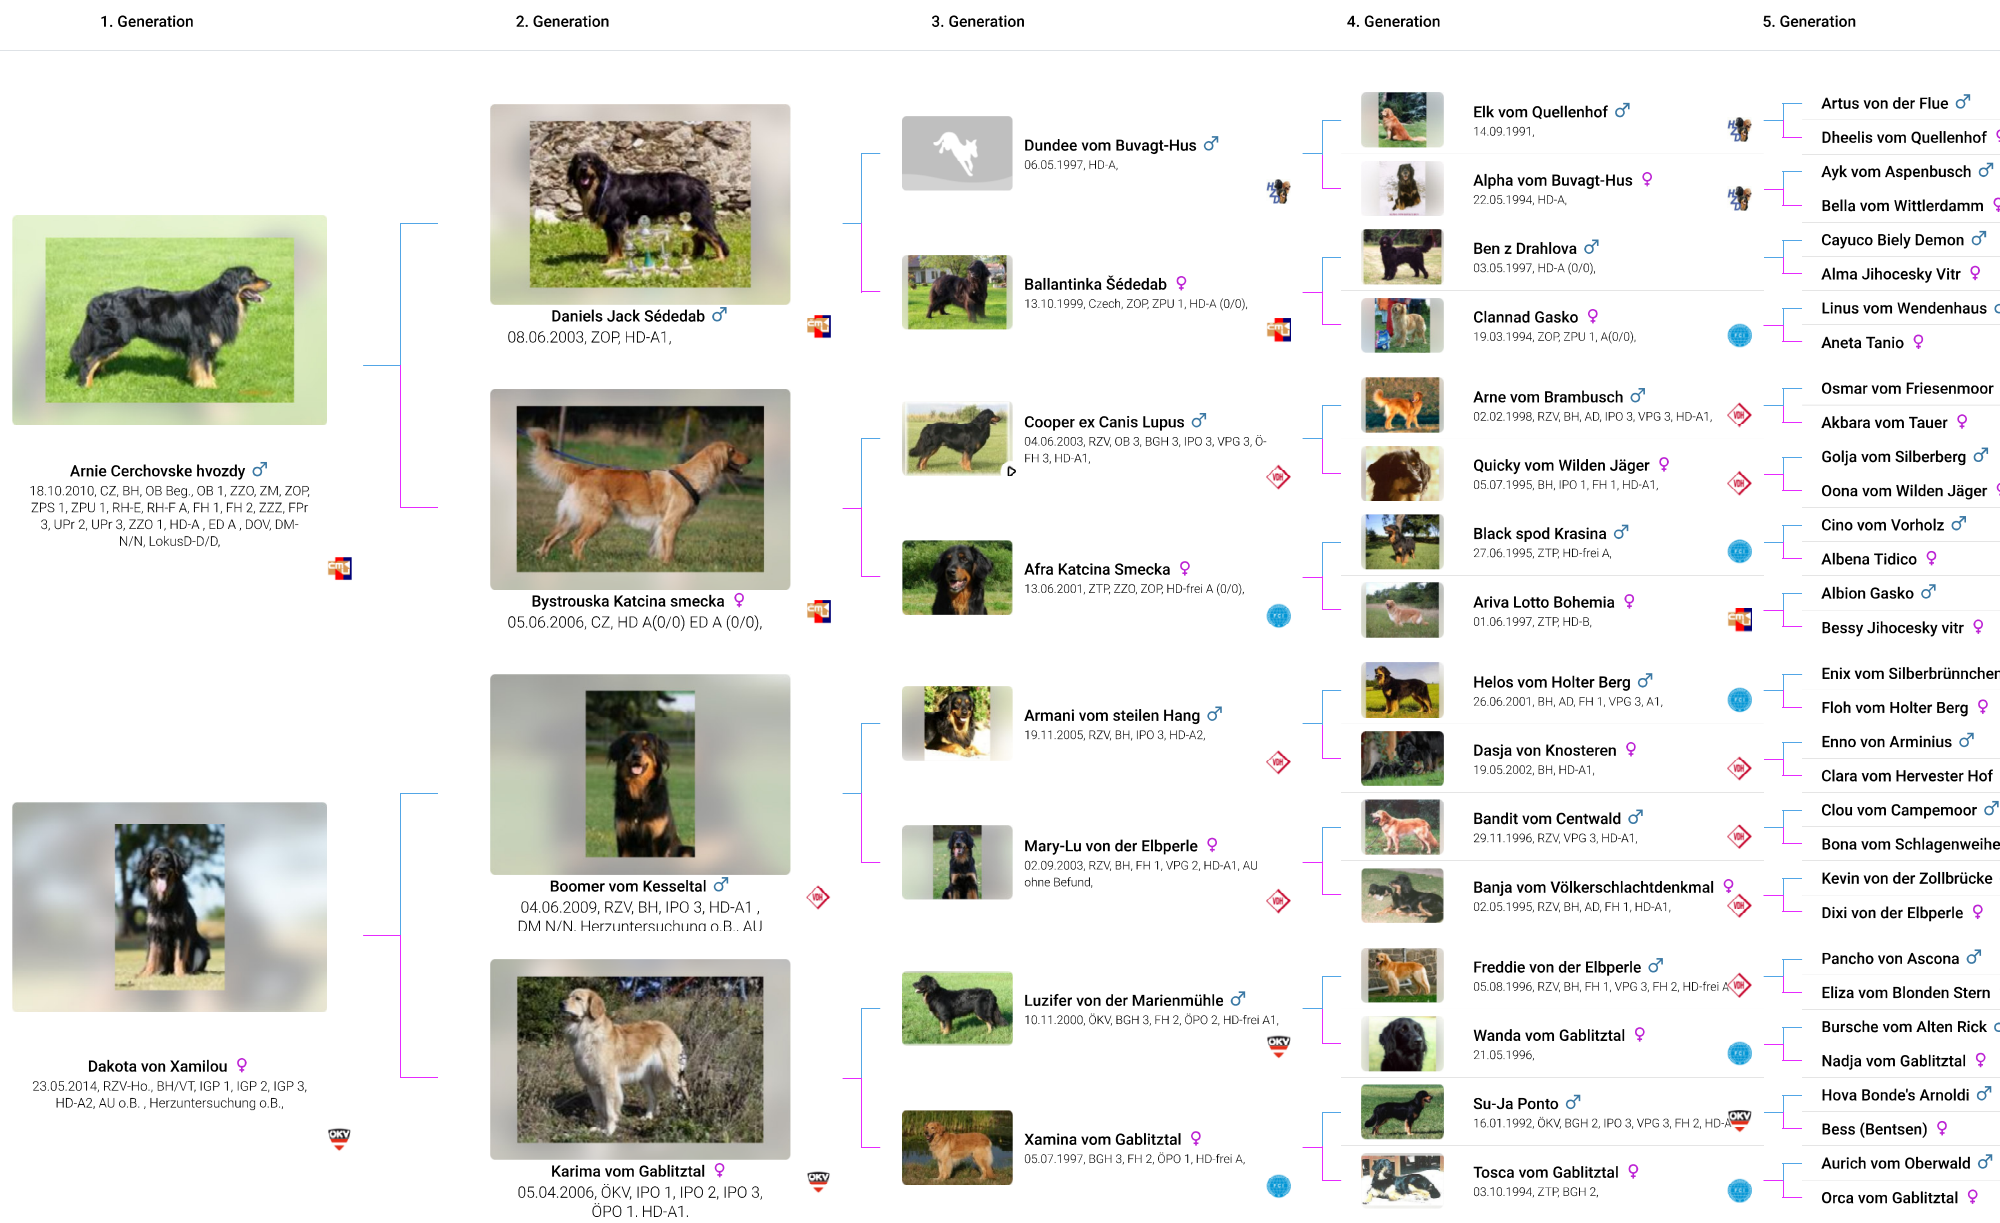 1. Generation
2. Generation
3. Generation
4. Generation
5. Generation
Arnie Cerchovske hvozdy ♂
18.10.2010, CZ, BH, OB Beg., OB 1, ZZO, ZM, ZOP,
ZPS 1, ZPU 1, RH-E, RH-F A, FH 1, FH 2, ZZZ, FPr
3, UPr 2, UPr 3, ZZO 1, HD-A , ED A , DOV, DM-
N/N, LokusD-D/D,
Dakota von Xamilou ♀
23.05.2014, RZV-Ho., BH/VT, IGP 1, IGP 2, IGP 3,
HD-A2, AU o.B. , Herzuntersuchung o.B.,
ÖKV
Daniels Jack Sédedab ♂
08.06.2003, ZOP, HD-A1,
Bystrouska Katcina smecka ♀
05.06.2006, CZ, HD A(0/0) ED A (0/0),
Boomer vom Kesseltal ♂
04.06.2009, RZV, BH, IPO 3, HD-A1 ,
DM N/N, Herzuntersuchung o.B., AU
VDH
Karima vom Gablitztal ♀
05.04.2006, ÖKV, IPO 1, IPO 2, IPO 3,
ÖPO 1, HD-A1,
ÖKV
Dundee vom Buvagt-Hus ♂
06.05.1997, HD-A,
Ballantinka Šédedab ♀
13.10.1999, Czech, ZOP, ZPU 1, HD-A (0/0),
Cooper ex Canis Lupus ♂
04.06.2003, RZV, OB 3, BGH 3, IPO 3, VPG 3, Ö-
FH 3, HD-A1,
VDH
Afra Katcina Smecka ♀
13.06.2001, ZTP, ZZO, ZOP, HD-frei A (0/0),
Armani vom steilen Hang ♂
19.11.2005, RZV, BH, IPO 3, HD-A2,
VDH
Mary-Lu von der Elbperle ♀
02.09.2003, RZV, BH, FH 1, VPG 2, HD-A1, AU
ohne Befund,
VDH
Luzifer von der Marienmühle ♂
10.11.2000, ÖKV, BGH 3, FH 2, ÖPO 2, HD-frei A1,
ÖKV
Xamina vom Gablitztal ♀
05.07.1997, BGH 3, FH 2, ÖPO 1, HD-frei A,
Elk vom Quellenhof ♂
14.09.1991,
Alpha vom Buvagt-Hus ♀
22.05.1994, HD-A,
Ben z Drahlova ♂
03.05.1997, HD-A (0/0),
Clannad Gasko ♀
19.03.1994, ZOP, ZPU 1, A(0/0),
Arne vom Brambusch ♂
02.02.1998, RZV, BH, AD, IPO 3, VPG 3, HD-A1,
VDH
Quicky vom Wilden Jäger ♀
05.07.1995, BH, IPO 1, FH 1, HD-A1,
VDH
Black spod Krasina ♂
27.06.1995, ZTP, HD-frei A,
Ariva Lotto Bohemia ♀
01.06.1997, ZTP, HD-B,
Helos vom Holter Berg ♂
26.06.2001, BH, AD, FH 1, VPG 3, A1,
Dasja von Knosteren ♀
19.05.2002, BH, HD-A1,
VDH
Bandit vom Centwald ♂
29.11.1996, RZV, VPG 3, HD-A1,
VDH
Banja vom Völkerschlachtdenkmal ♀
02.05.1995, RZV, BH, AD, FH 1, HD-A1,
VDH
Freddie von der Elbperle ♂
05.08.1996, RZV, BH, FH 1, VPG 3, FH 2, HD-frei A
VDH
Wanda vom Gablitztal ♀
21.05.1996,
Su-Ja Ponto ♂
16.01.1992, ÖKV, BGH 2, IPO 3, VPG 3, FH 2, HD-A
ÖKV
Tosca vom Gablitztal ♀
03.10.1994, ZTP, BGH 2,
Artus von der Flue ♂
Dheelis vom Quellenhof ♀
Ayk vom Aspenbusch ♂
Bella vom Wittlerdamm ♀
Cayuco Biely Demon ♂
Alma Jihocesky Vitr ♀
Linus vom Wendenhaus ♂
Aneta Tanio ♀
Osmar vom Friesenmoor
Akbara vom Tauer ♀
Golja vom Silberberg ♂
Oona vom Wilden Jäger ♀
Cino vom Vorholz ♂
Albena Tidico ♀
Albion Gasko ♂
Bessy Jihocesky vitr ♀
Enix vom Silberbrünnchen
Floh vom Holter Berg ♀
Enno von Arminius ♂
Clara vom Hervester Hof
Clou vom Campemoor ♂
Bona vom Schlagenweihe
Kevin von der Zollbrücke
Dixi von der Elbperle ♀
Pancho von Ascona ♂
Eliza vom Blonden Stern
Bursche vom Alten Rick ♂
Nadja vom Gablitztal ♀
Hova Bonde's Arnoldi ♂
Bess (Bentsen) ♀
Aurich vom Oberwald ♂
Orca vom Gablitztal ♀